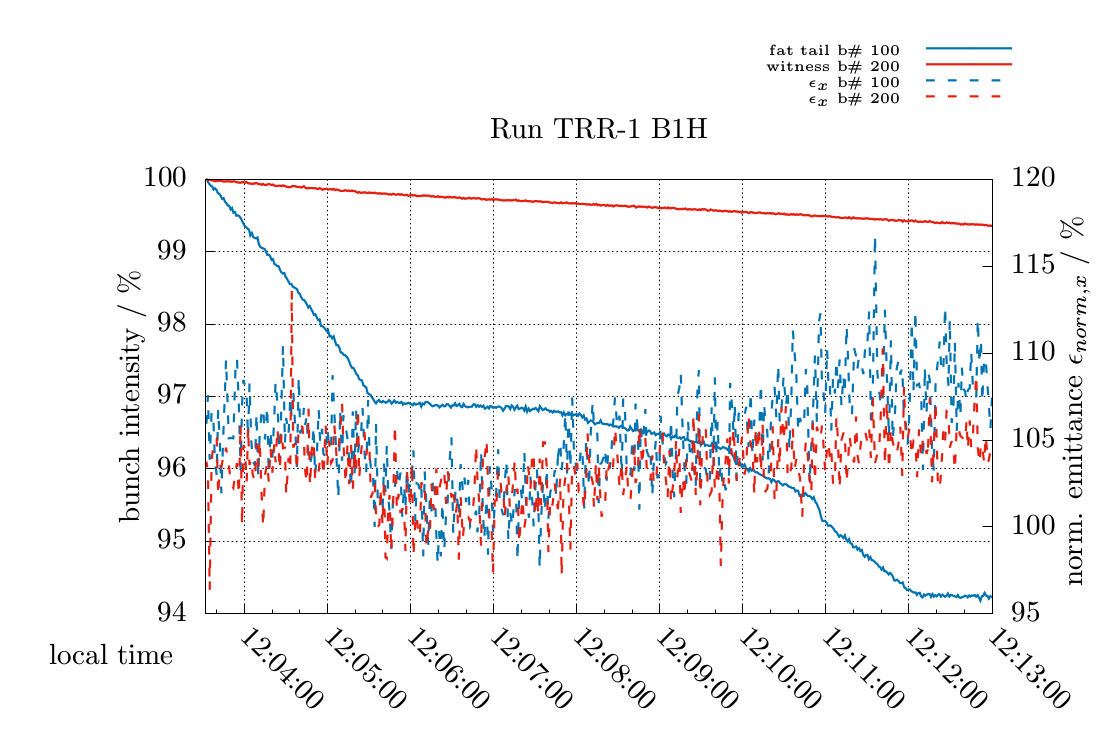 fat tail b# 100
witness b# 200
ϵx b# 100
ϵx b# 200
Run TRR-1 B1H
100
99
98
97
96
95
94
bunch intensity / %
120
115
110
105
100
95
norm. emittance ϵnorm,x / %
local time
12:04:00
12:05:00
12:06:00
12:07:00
12:08:00
12:09:00
12:10:00
12:11:00
12:12:00
12:13:00